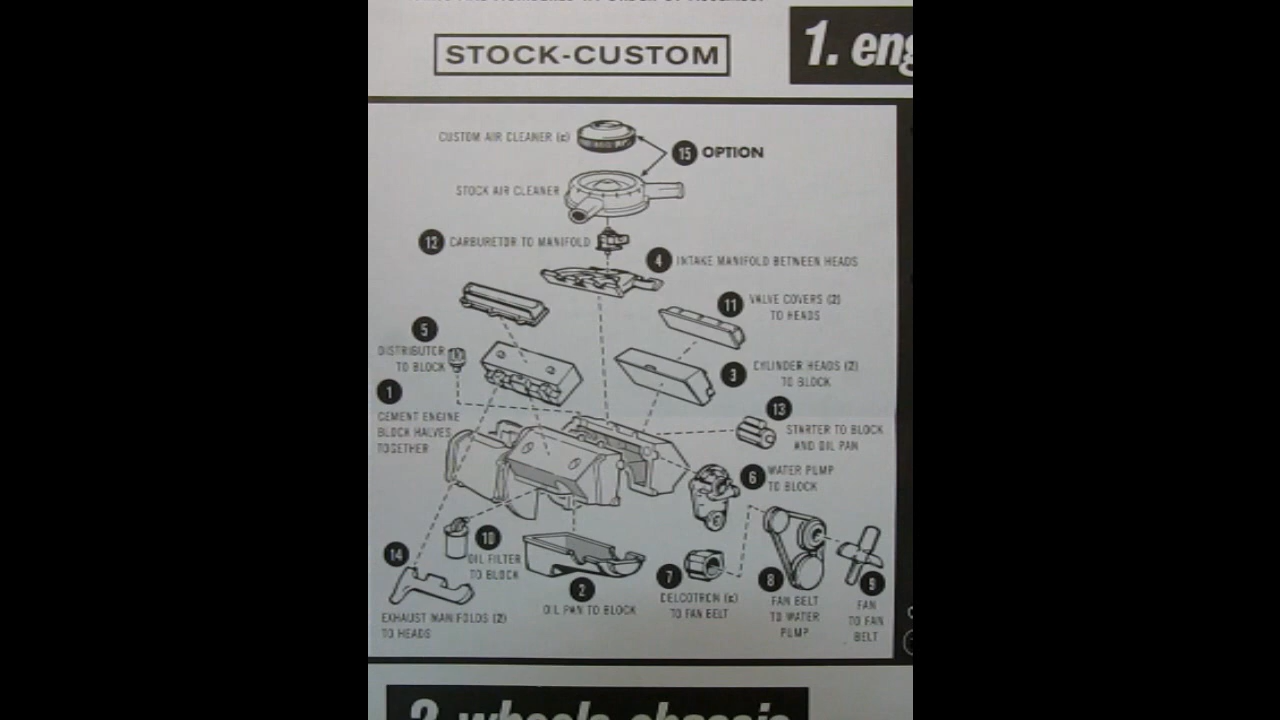 STOCK-CUSTOM
1. eng
CUSTOM AIR CLEANER (c)
15 OPTION
STOCK AIR CLEANER
12 CARBURETOR TO MANIFOLD
4 INTAKE MANIFOLD BETWEEN HEADS
11 VALVE COVERS (2)
TO HEADS
5
DISTRIBUTOR
TO BLOCK
3 CYLINDER HEADS (2)
TO BLOCK
1
CEMENT ENGINE
BLOCK HALVES
TOGETHER
13
STARTER TO BLOCK
AND OIL PAN
6 WATER PUMP
TO BLOCK
10
OIL FILTER
TO BLOCK
14
EXHAUST MANIFOLDS (2)
TO HEADS
2
OIL PAN TO BLOCK
7
DELCOTRON (c)
TO FAN BELT
8
FAN BELT
TO WATER
PUMP
9
FAN
TO FAN
BELT
2. wheels, chassis